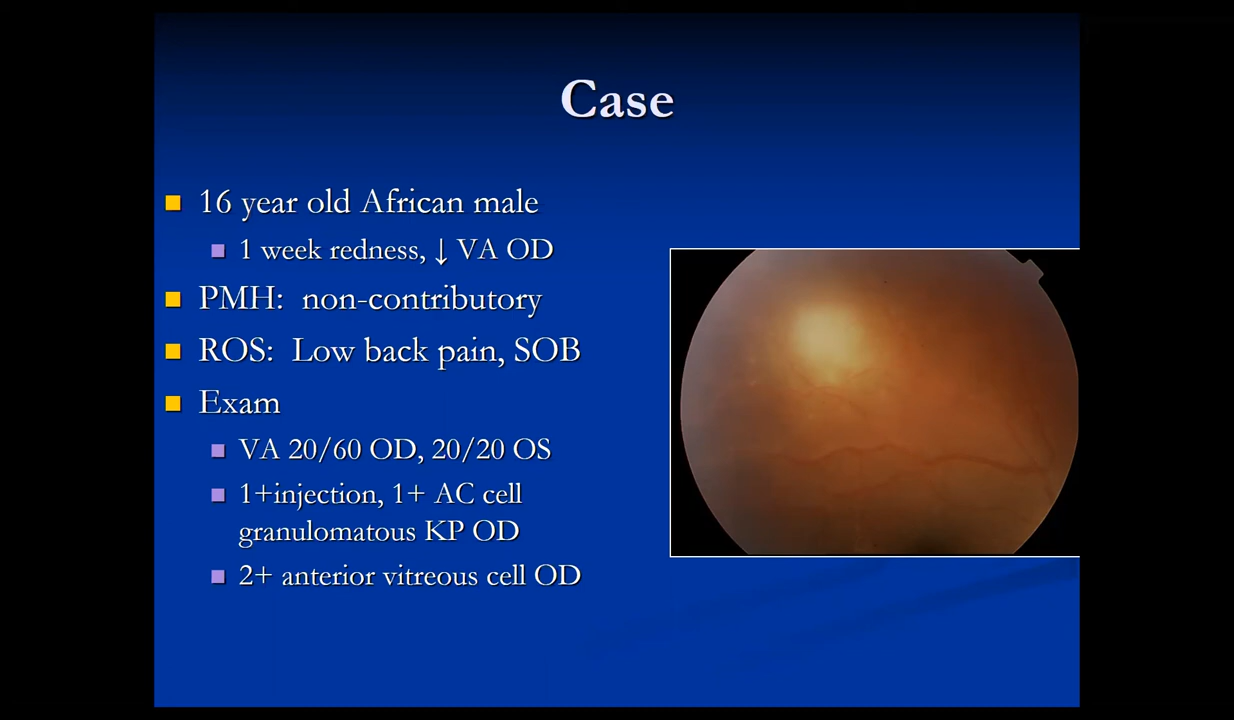 Case
16 year old African male
1 week redness, ↓ VA OD
PMH: non-contributory
ROS: Low back pain, SOB
Exam
VA 20/60 OD, 20/20 OS
1+injection, 1+ AC cell
granulomatous KP OD
2+ anterior vitreous cell OD